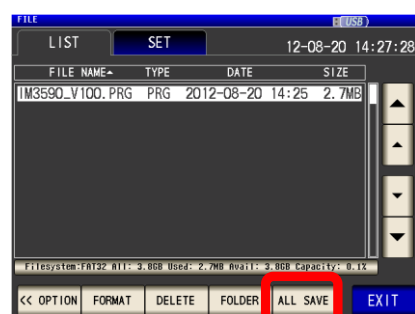 FILE USB
LIST SET 12-08-20 14:27:28
FILE NAME▲ TYPE DATE SIZE
IM3590_V100.PRG PRG 2012-08-20 14:25 2.7MB
Filesystem:FAT32 All: 3.8GB Used: 2.7MB Avail: 3.8GB Capacity: 0.1%
<< OPTION FORMAT DELETE FOLDER ALL SAVE EXIT